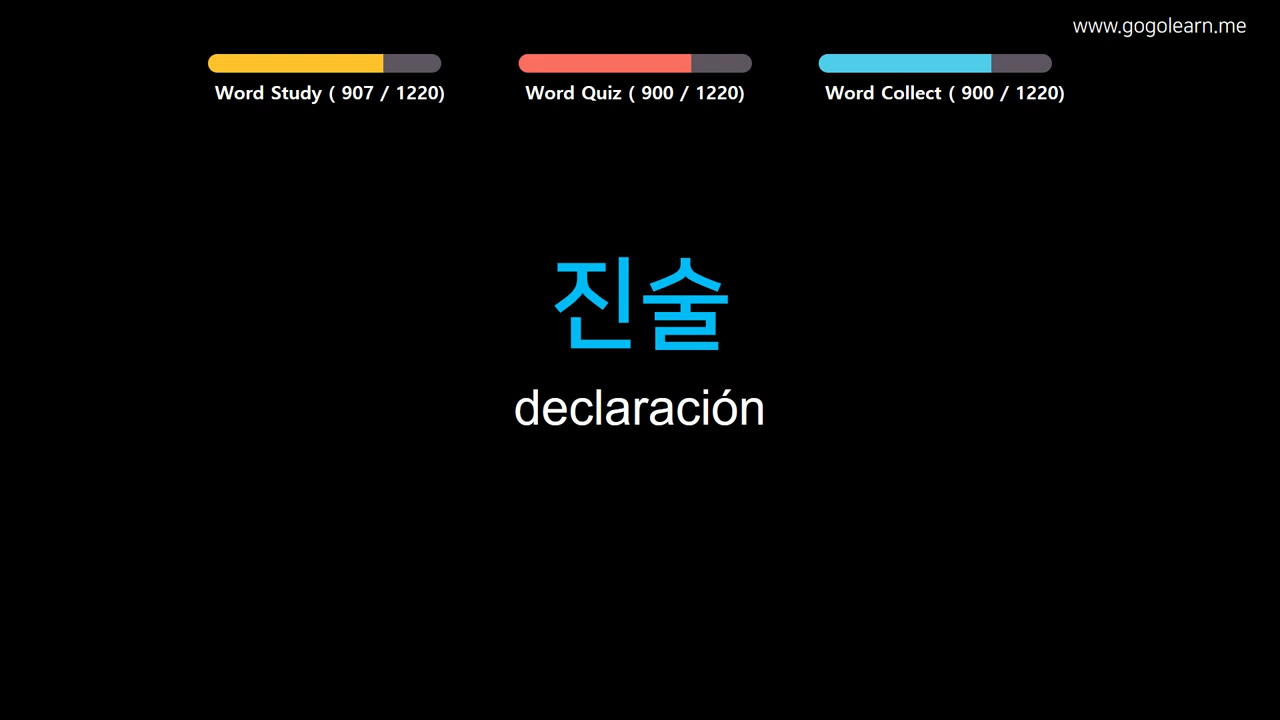 www.gogolearn.me
Word Study ( 907 / 1220)
Word Quiz ( 900 / 1220)
Word Collect ( 900 / 1220)
진술
declaración